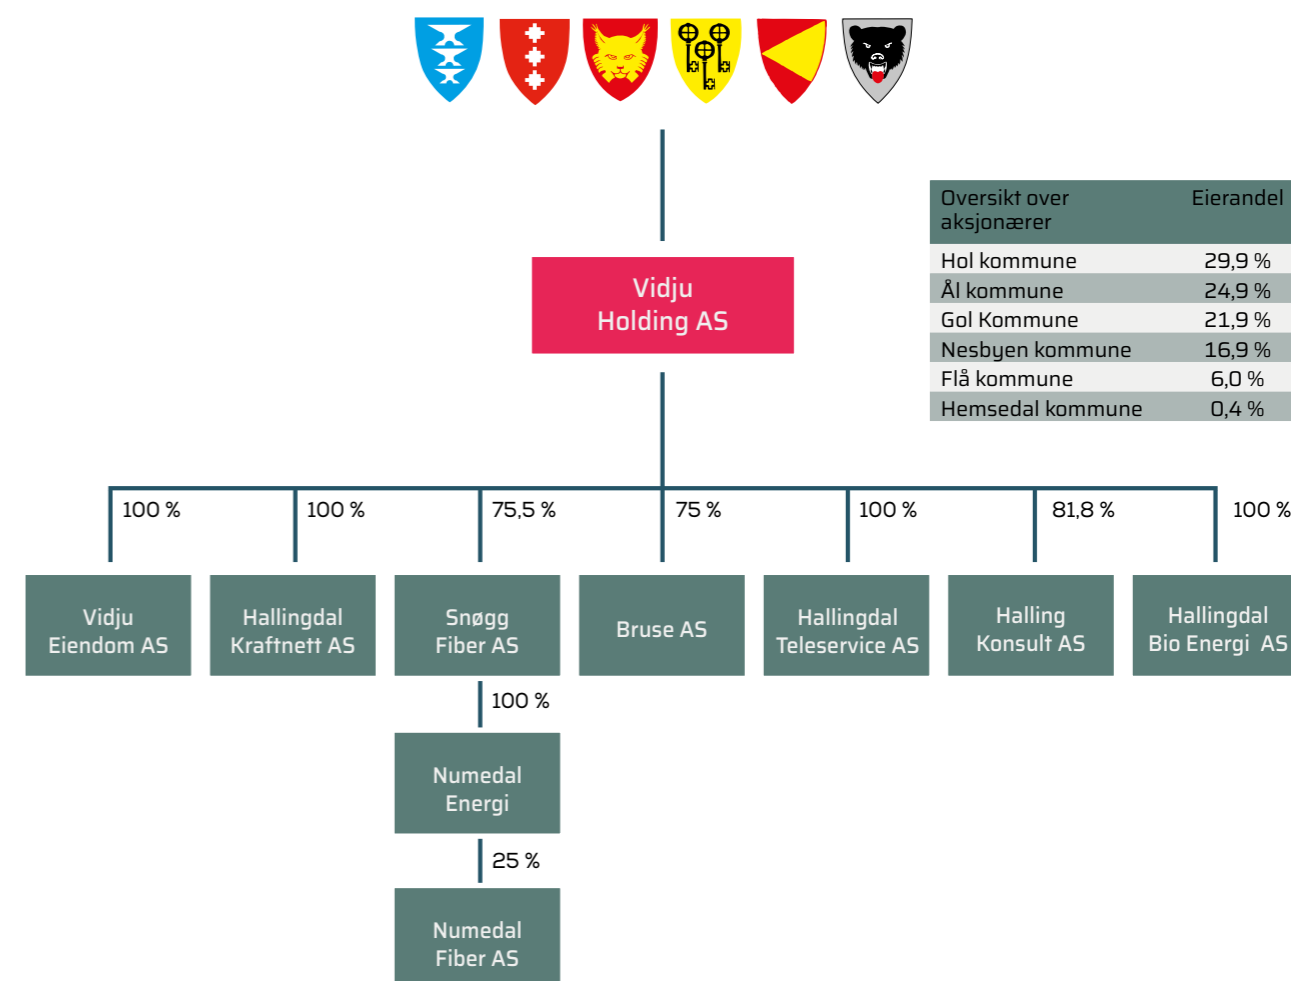 Oversikt over Eierandel
aksjonærer
Hol kommune 29,9 %
Ål kommune 24,9 %
Gol Kommune 21,9 %
Nesbyen kommune 16,9 %
Flå kommune 6,0 %
Hemsedal kommune 0,4 %
Vidju
Holding AS
100 % 100 % 75,5 % 75 % 100 % 81,8 % 100 %
Vidju
Eiendom AS
Hallingdal
Kraftnett AS
Snøgg
Fiber AS
Bruse AS
Hallingdal
Teleservice AS
Halling
Konsult AS
Hallingdal
Bio Energi AS
100 %
Numedal
Energi
25 %
Numedal
Fiber AS